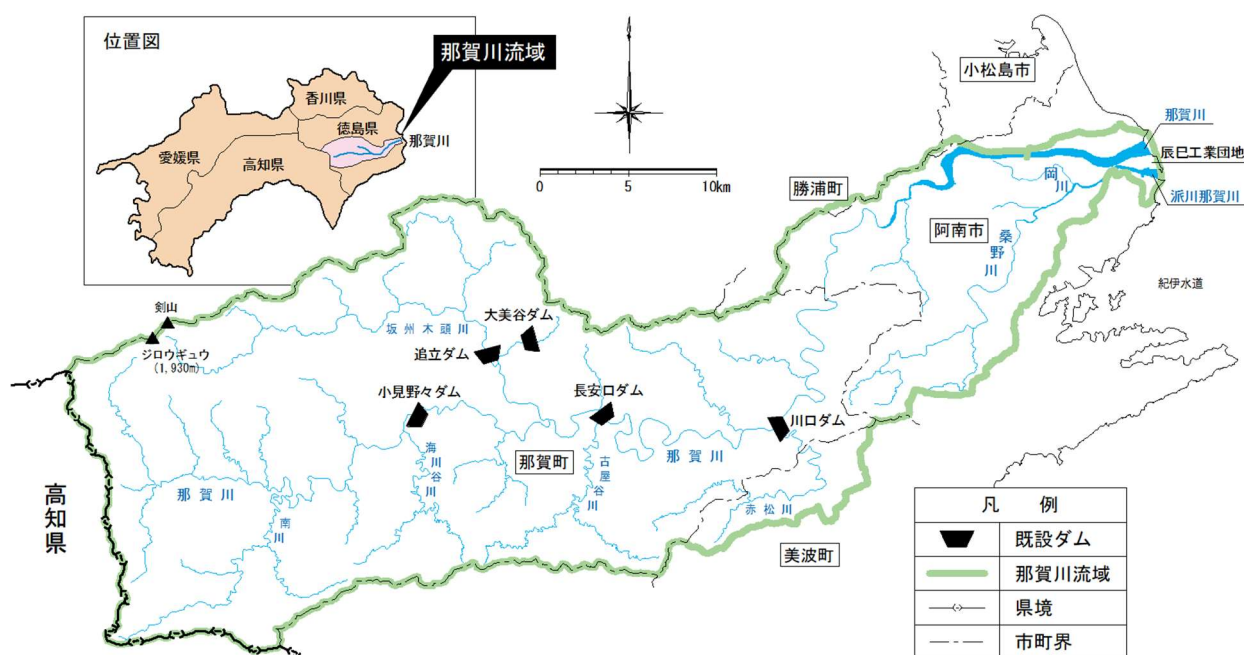 位置図
那賀川流域
香川県
徳島県
那賀川
愛媛県
高知県
0 5 10km
小松島市
那賀川
辰巳工業団地
派川那賀川
勝浦町
岡川
阿南市
桑野川
紀伊水道
剣山
ジロウギュウ
(1,930m)
坂州木頭川
大美谷ダム
追立ダム
小見野々ダム
長安口ダム
川口ダム
海川谷川
那賀町
古屋谷川
那賀川
那賀川
南川
赤松川
高知県
美波町
凡 例
既設ダム
那賀川流域
県境
市町界